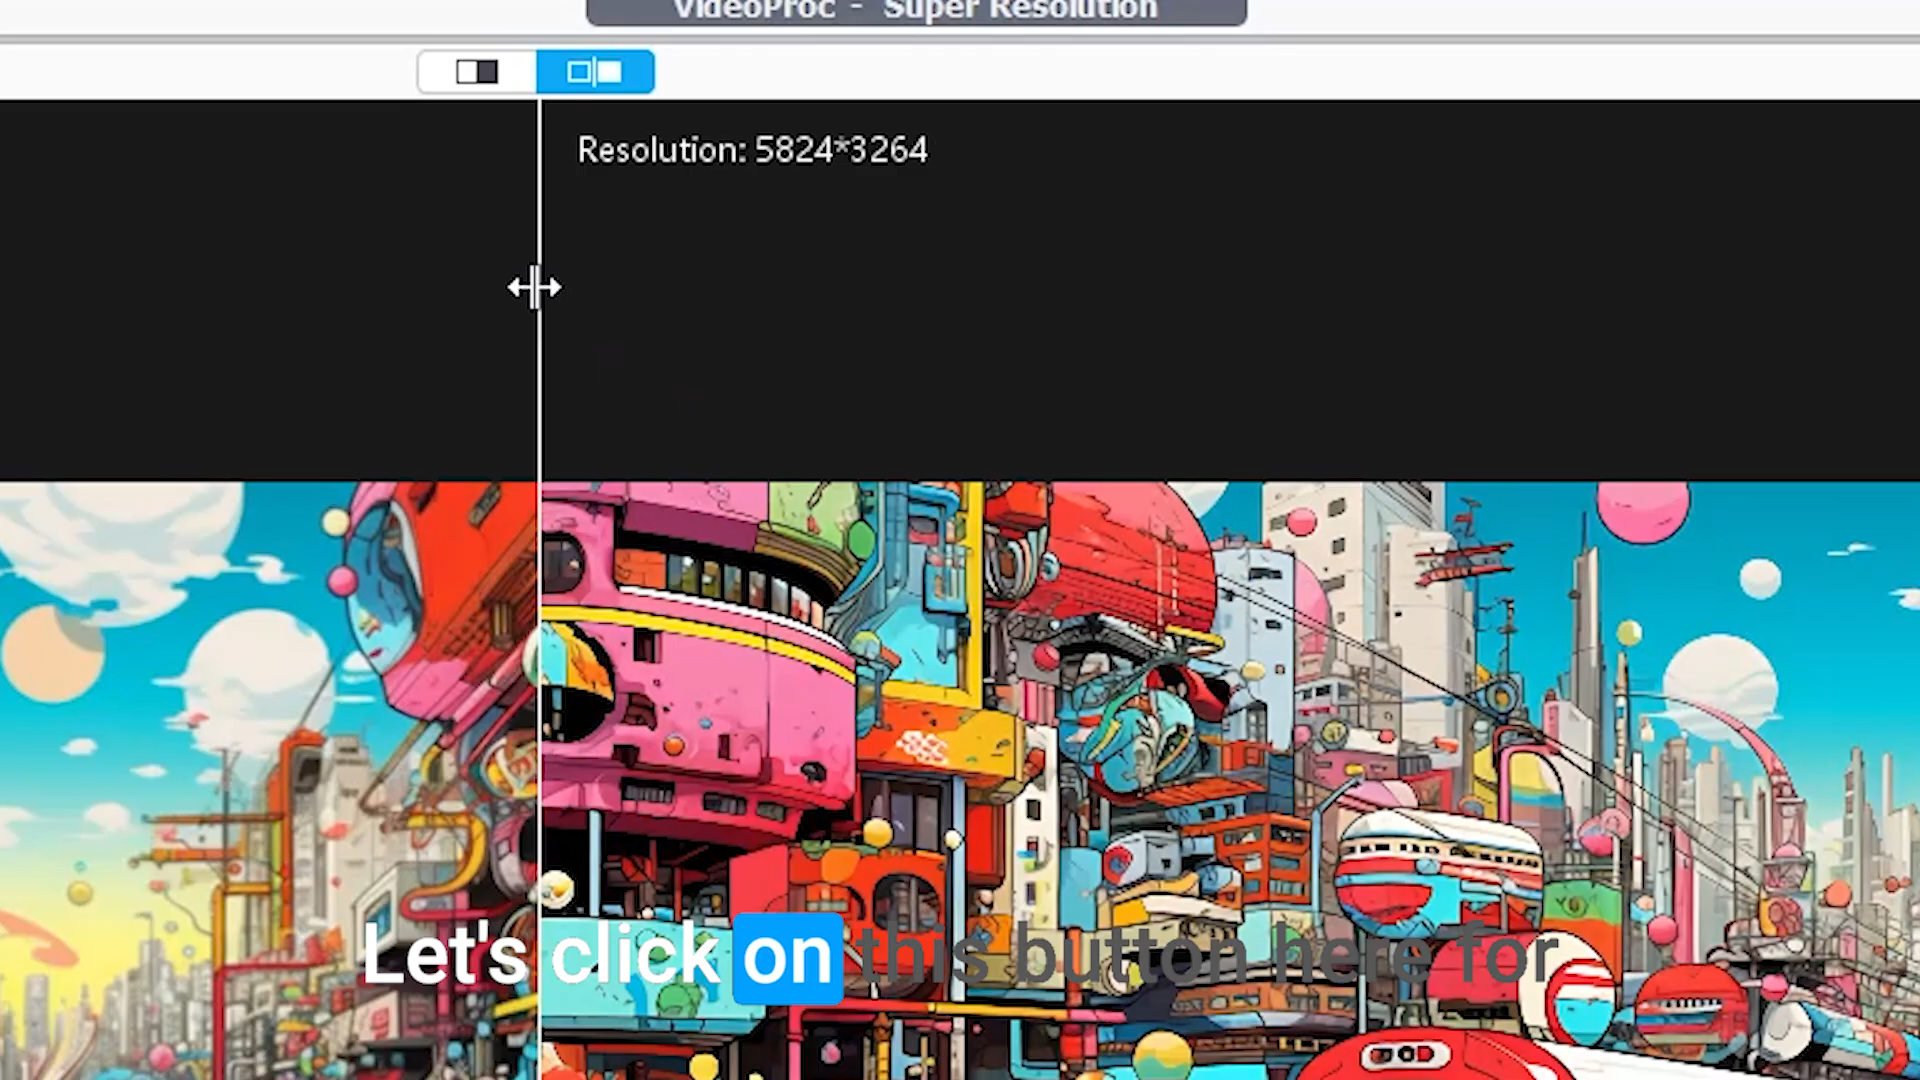 VideoProc - Super Resolution
Resolution: 5824*3264
Let's click on this button here for